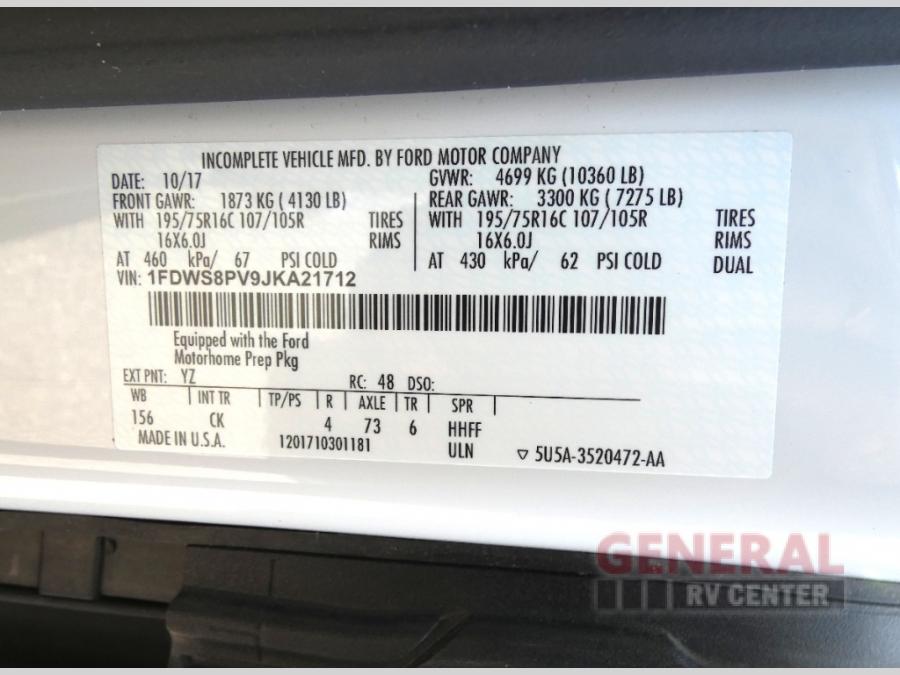 INCOMPLETE VEHICLE MFD. BY FORD MOTOR COMPANY
DATE: 10/17 GVWR: 4699 KG (10360 LB)
FRONT GAWR: 1873 KG ( 4130 LB) REAR GAWR: 3300 KG ( 7275 LB)
WITH 195/75R16C 107/105R TIRES WITH 195/75R16C 107/105R TIRES
16X6.0J RIMS 16X6.0J RIMS
AT 460 kPa/ 67 PSI COLD AT 430 kPa/ 62 PSI COLD DUAL
VIN: 1FDWS8PV9JKA21712
Equipped with the Ford
Motorhome Prep Pkg
EXT PNT: YZ RC: 48 DSO:
WB INT TR TP/PS R AXLE TR SPR
156 CK 4 73 6 HHFF
MADE IN U.S.A. 1201710301181 ULN ▽ 5U5A-3520472-AA
GENERAL
RV CENTER